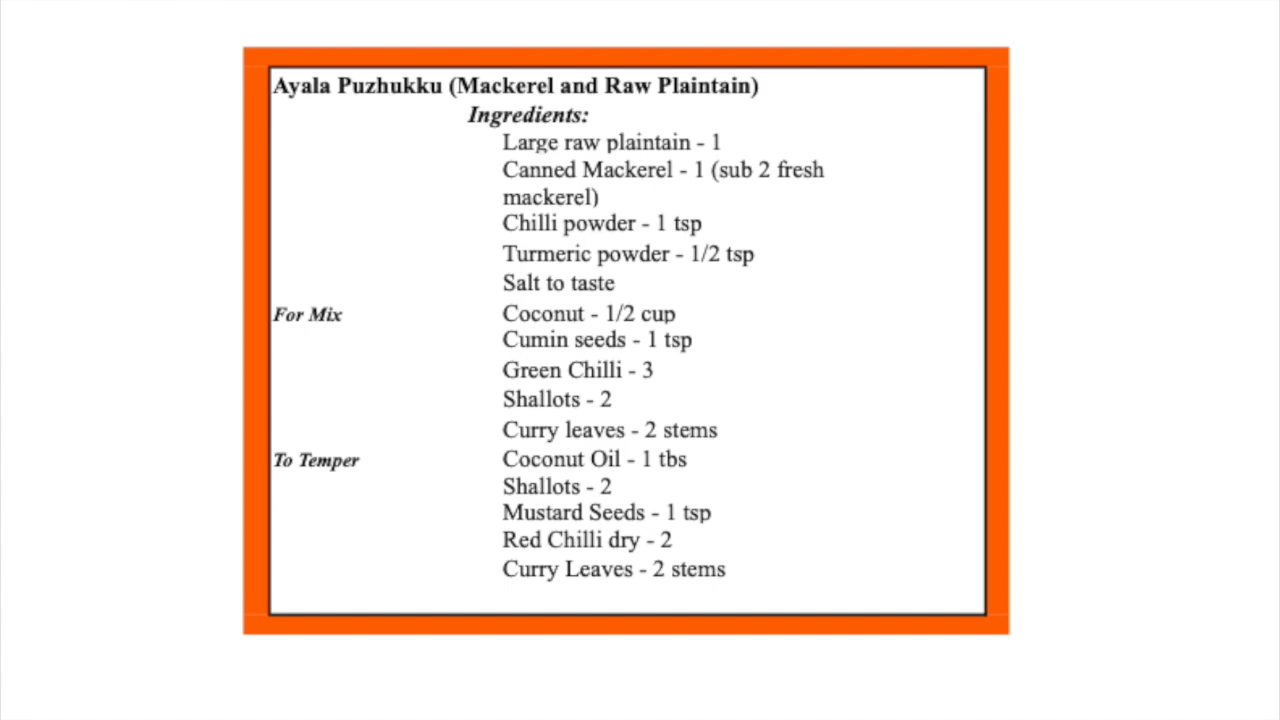 Ayala Puzhukku (Mackerel and Raw Plaintain)
Ingredients:
Large raw plaintain - 1
Canned Mackerel - 1 (sub 2 fresh
mackerel)
Chilli powder - 1 tsp
Turmeric powder - 1/2 tsp
Salt to taste
For Mix Coconut - 1/2 cup
Cumin seeds - 1 tsp
Green Chilli - 3
Shallots - 2
Curry leaves - 2 stems
To Temper Coconut Oil - 1 tbs
Shallots - 2
Mustard Seeds - 1 tsp
Red Chilli dry - 2
Curry Leaves - 2 stems